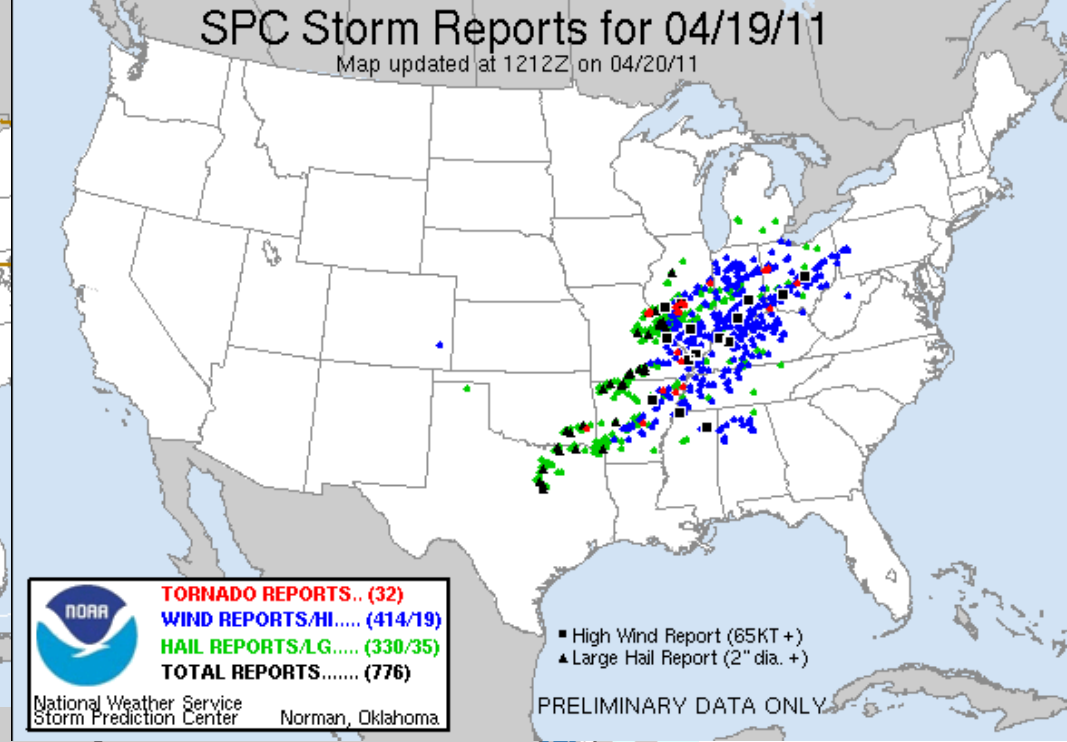 SPC Storm Reports for 04/19/11
Map updated at 1212Z on 04/20/11
NOAA
TORNADO REPORTS.. (32)
WIND REPORTS/HI..... (414/19)
HAIL REPORTS/LG..... (330/35)
TOTAL REPORTS....... (776)
National Weather Service
Storm Prediction Center Norman, Oklahoma
■ High Wind Report (65KT +)
▲ Large Hail Report (2" dia. +)
PRELIMINARY DATA ONLY